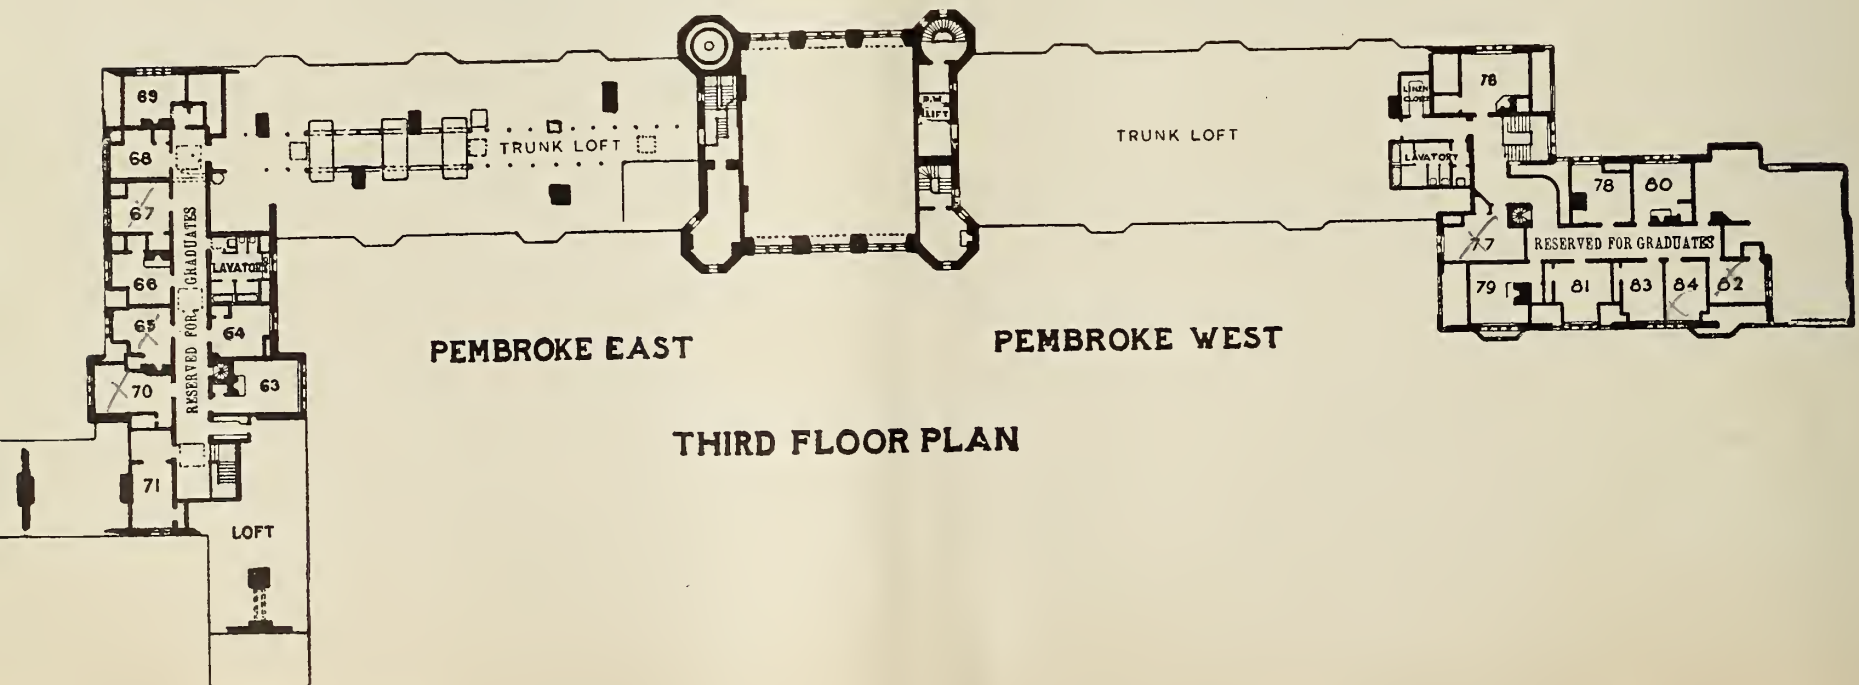 69
68
67
66
65
70
71
64
63
RESERVED FOR GRADUATES
LAVATORY
LOFT
TRUNK LOFT
D.W.
LIFT
TRUNK LOFT
LINEN
CLOSET
LAVATORY
76
78
80
77
RESERVED FOR GRADUATES
79
81
83
84
82
PEMBROKE EAST
PEMBROKE WEST
THIRD FLOOR PLAN